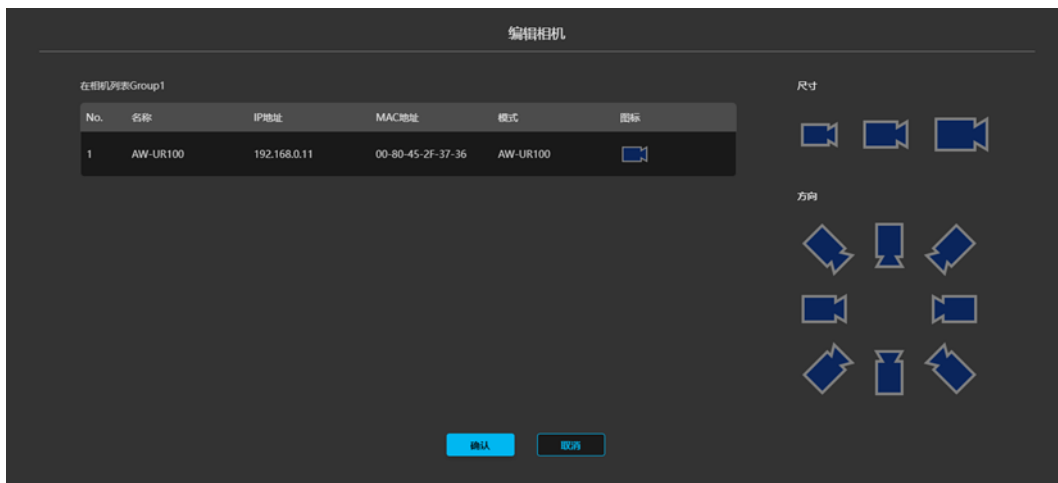 编辑相机
在相机列表Group1
No. 名称 IP地址 MAC地址 模式 图标
1 AW-UR100 192.168.0.11 00-80-45-2F-37-36 AW-UR100
尺寸
方向
确认 取消